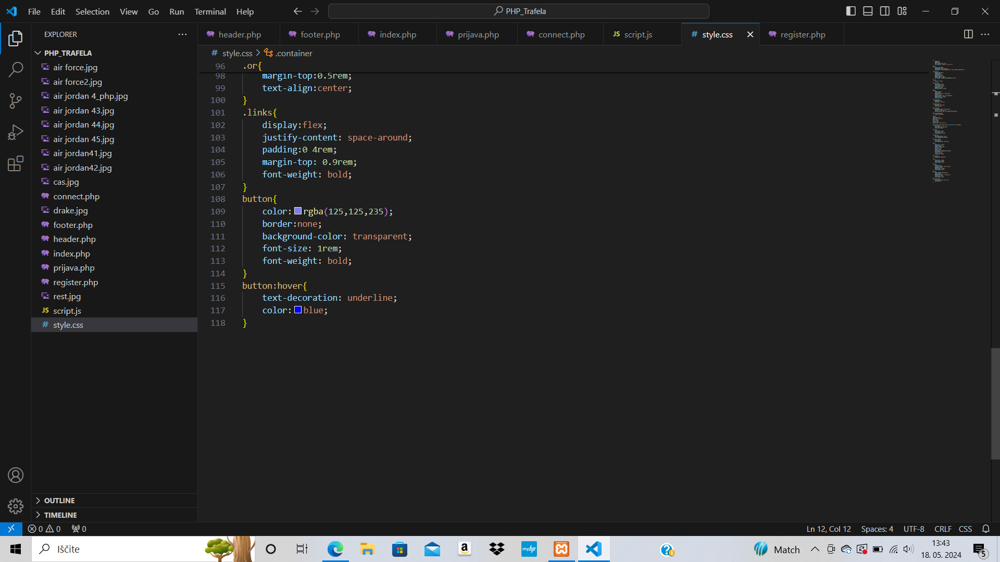 File Edit Selection View Go Run Terminal Help
PHP_Trafela
EXPLORER
header.php footer.php index.php prijava.php connect.php JS script.js # style.css register.php
PHP_TRAFELA
air force.jpg
air force2.jpg
air jordan 4_php.jpg
air jordan 43.jpg
air jordan 44.jpg
air jordan 45.jpg
air jordan41.jpg
air jordan42.jpg
cas.jpg
connect.php
drake.jpg
footer.php
header.php
index.php
prijava.php
register.php
rest.jpg
JS script.js
# style.css
OUTLINE
TIMELINE
# style.css > .container
96 .or{
98 margin-top:0.5rem;
99 text-align:center;
100 }
101 .links{
102 display:flex;
103 justify-content: space-around;
104 padding:0 4rem;
105 margin-top: 0.9rem;
106 font-weight: bold;
107 }
108 button{
109 color: rgba(125,125,235);
110 border:none;
111 background-color: transparent;
112 font-size: 1rem;
113 font-weight: bold;
114 }
115 button:hover{
116 text-decoration: underline;
117 color: blue;
118 }
0 0 0
Ln 12, Col 12 Spaces: 4 UTF-8 CRLF CSS
Iščite
a
myhp
Match
13:43
18. 05. 2024
5